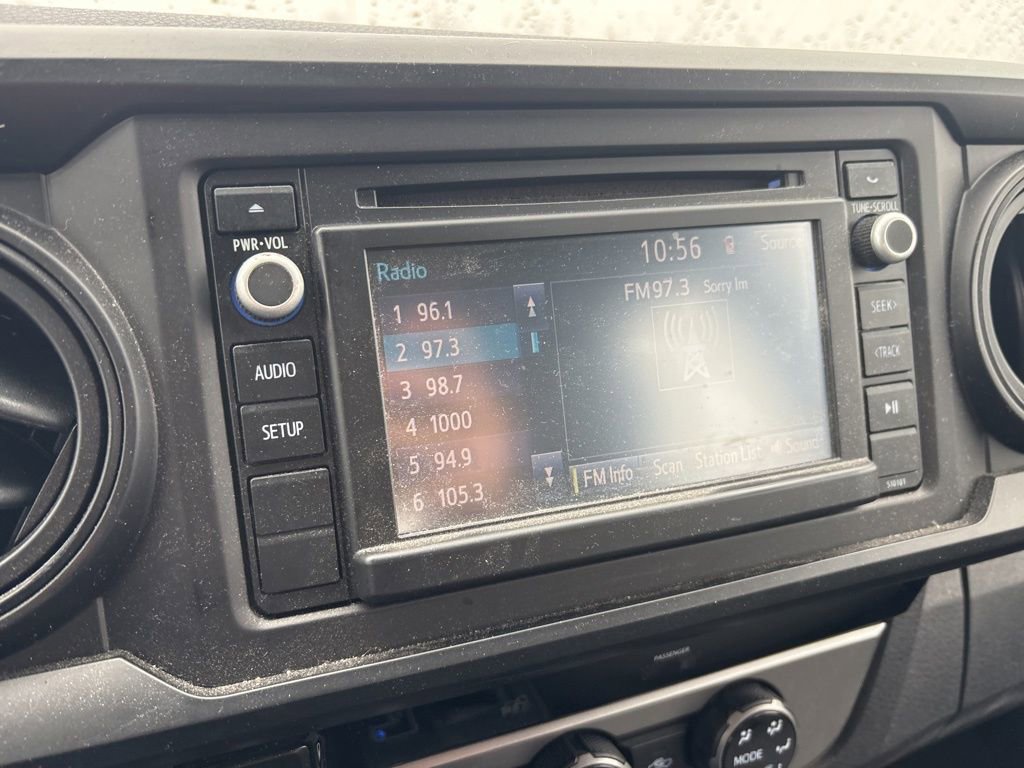 PWR•VOL
AUDIO
SETUP
Radio
10:56
Source
1 96.1
2 97.3
3 98.7
4 1000
5 94.9
6 105.3
FM97.3 Sorry Im
FM Info
Scan
Station List
Sound
TUNE•SCROLL
SEEK>
<TRACK
510101
PASSENGER
MODE